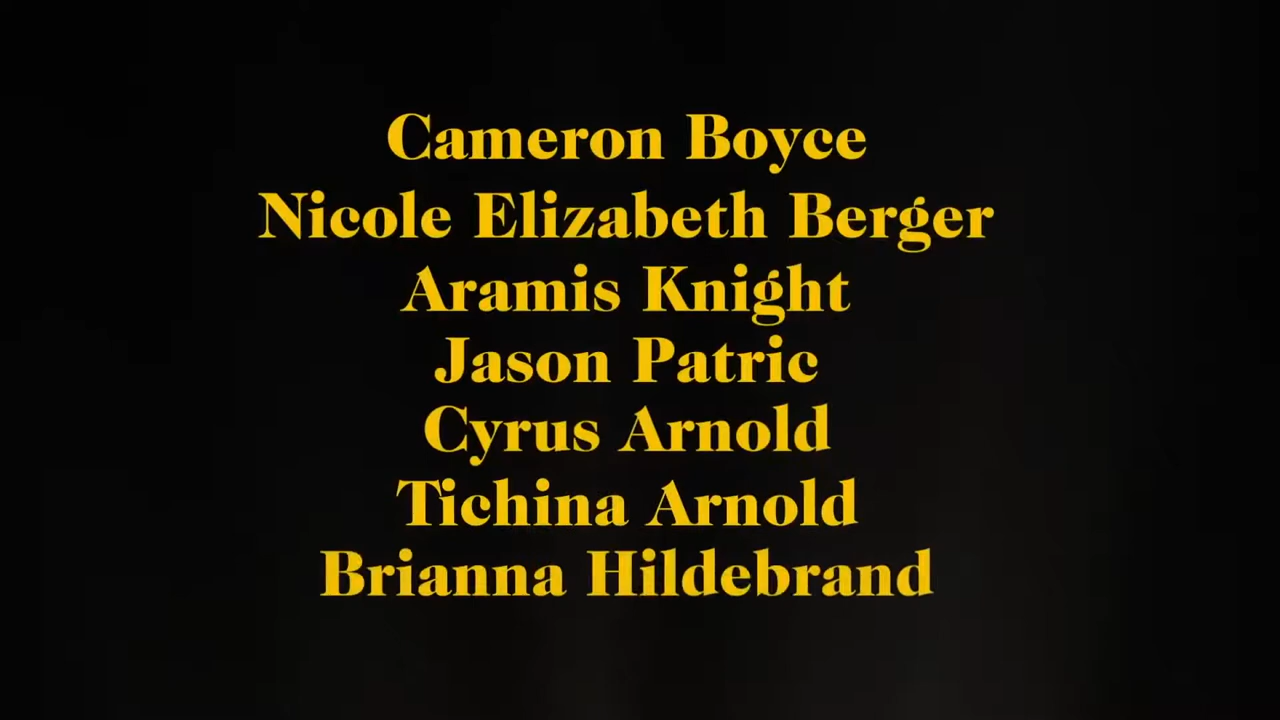 Cameron Boyce
Nicole Elizabeth Berger
Aramis Knight
Jason Patric
Cyrus Arnold
Tichina Arnold
Brianna Hildebrand